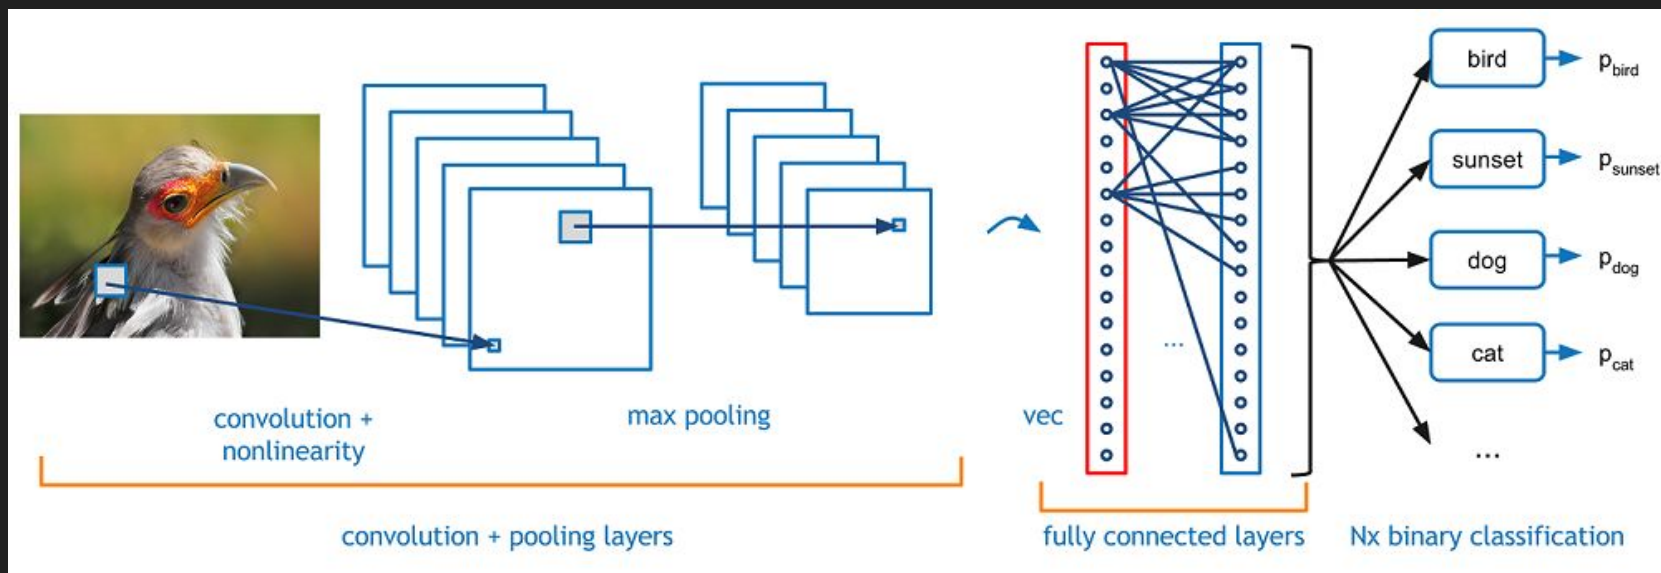 convolution +
nonlinearity
max pooling
vec
convolution + pooling layers
fully connected layers
...
bird
p_bird
sunset
p_sunset
dog
p_dog
cat
p_cat
...
Nx binary classification